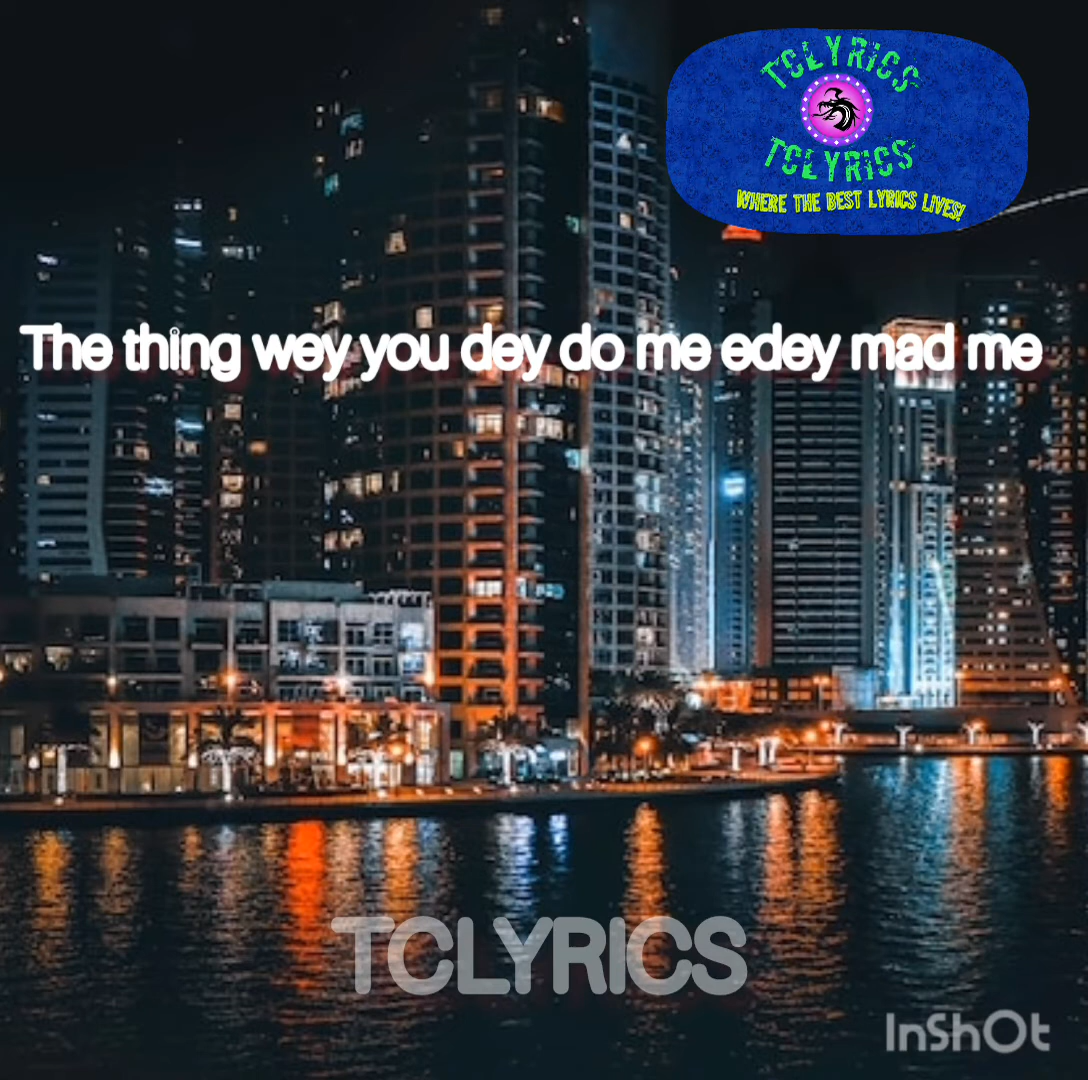 TCLYRICS
TCLYRICS
WHERE THE BEST LYRICS LIVES!
The thing wey you dey do me edey mad me
TCLYRICS
InShOt